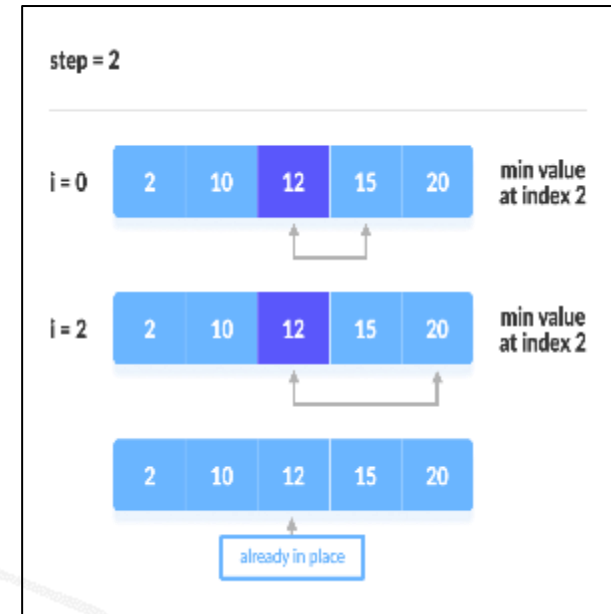 step = 2
i = 0 2 10 12 15 20 min value
at index 2
i = 2 2 10 12 15 20 min value
at index 2
2 10 12 15 20
already in place